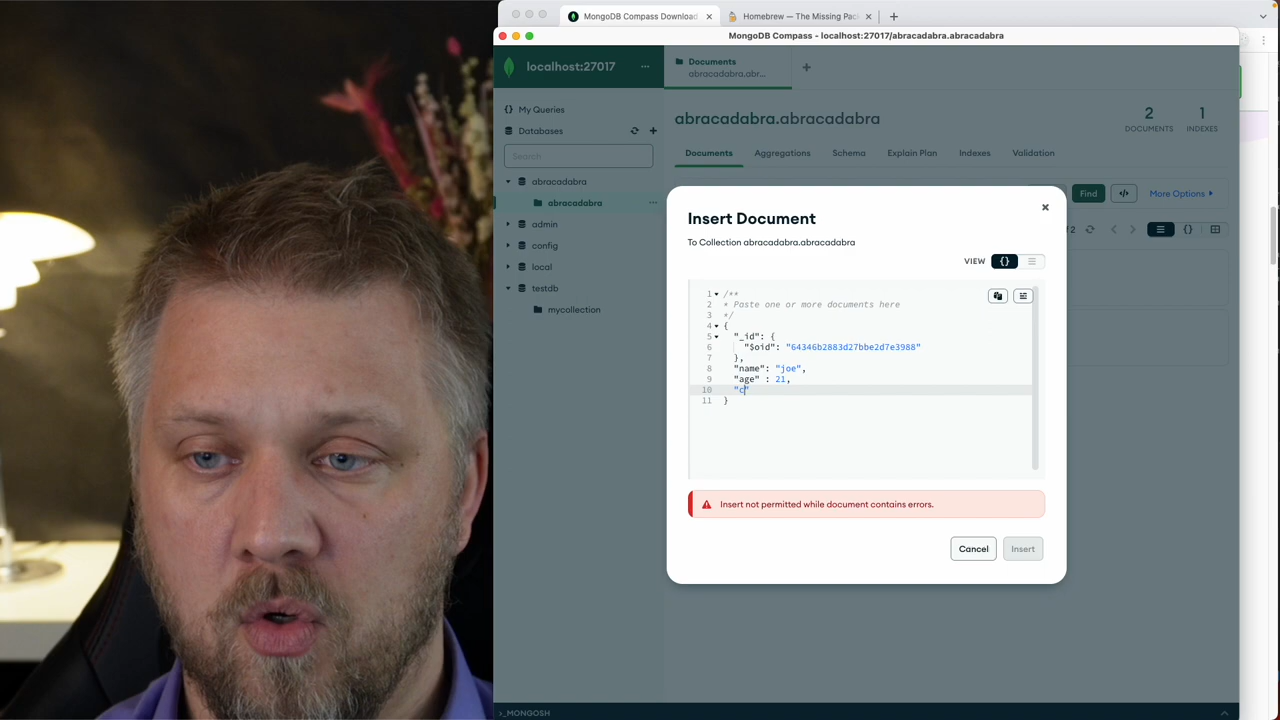 MongoDB Compass Download
Homebrew — The Missing Pac
MongoDB Compass - localhost:27017/abracadabra.abracadabra
localhost:27017
Documents
abracadabra.abr...
{} My Queries
Databases
Search
abracadabra
abracadabra
admin
config
local
testdb
mycollection
abracadabra.abracadabra
2
DOCUMENTS
1
INDEXES
Documents
Aggregations
Schema
Explain Plan
Indexes
Validation
Find
</>
More Options
f 2
{}
Insert Document
To Collection abracadabra.abracadabra
VIEW
{}
1 /**
2 * Paste one or more documents here
3 */
4 {
5 "_id": {
6 "$oid": "64346b2883d27bbe2d7e3988"
7 },
8 "name": "joe",
9 "age" : 21,
10 "c"
11 }
Insert not permitted while document contains errors.
Cancel
Insert
>_MONGOSH